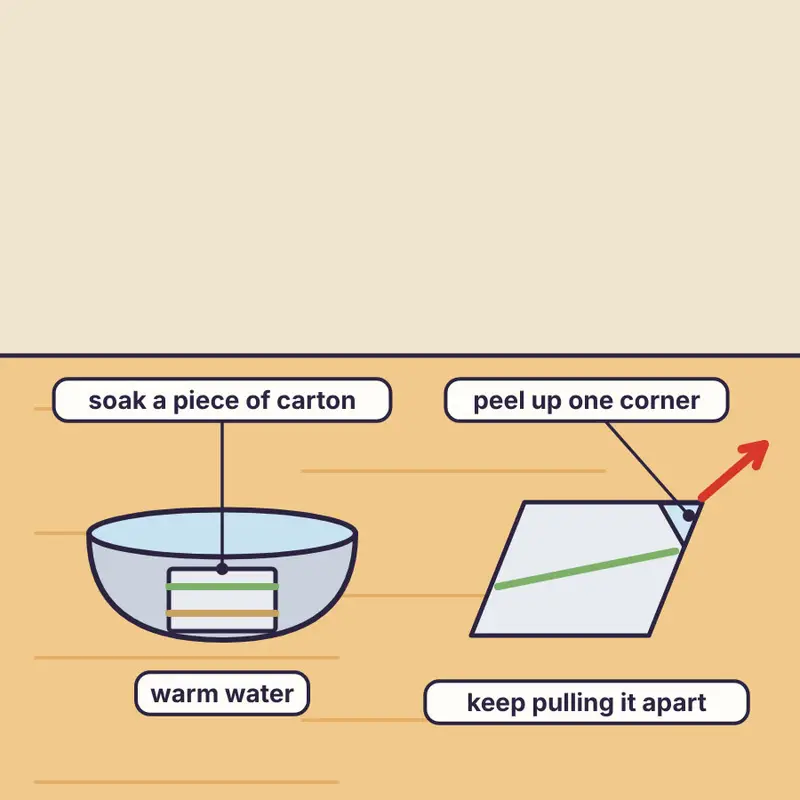 soak a piece of carton
peel up one corner
warm water
keep pulling it apart